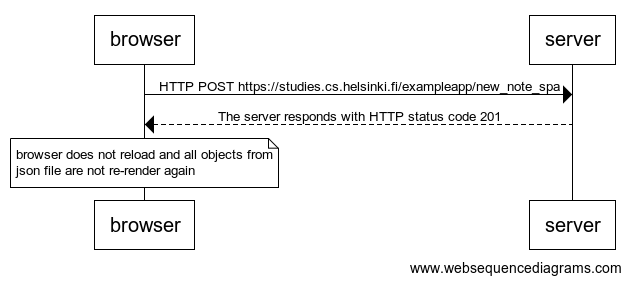 browser
server
HTTP POST https://studies.cs.helsinki.fi/exampleapp/new_note_spa
The server responds with HTTP status code 201
browser does not reload and all objects from
json file are not re-render again
browser
server
www.websequencediagrams.com